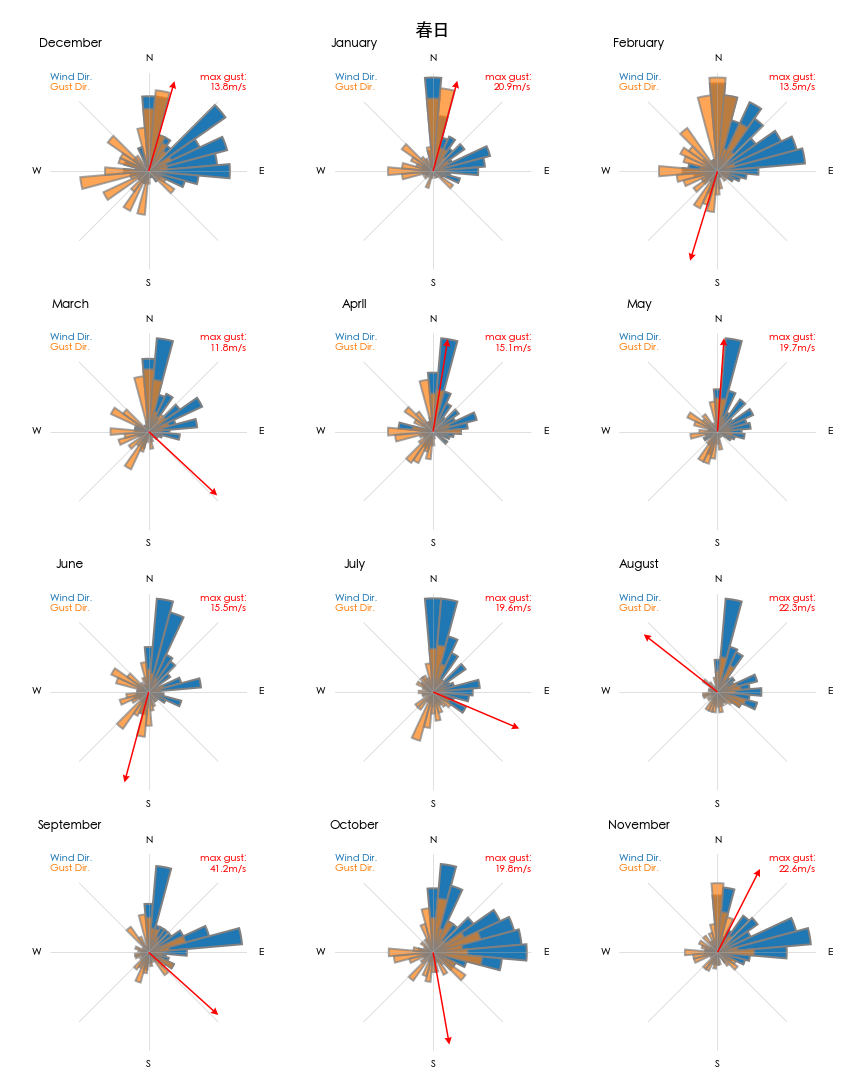 春日
December
N
Wind Dir.
Gust Dir.
max gust:
13.8m/s
W
E
S
January
N
Wind Dir.
Gust Dir.
max gust:
20.9m/s
W
E
S
February
N
Wind Dir.
Gust Dir.
max gust:
13.5m/s
W
E
S
March
N
Wind Dir.
Gust Dir.
max gust:
11.8m/s
W
E
S
April
N
Wind Dir.
Gust Dir.
max gust:
15.1m/s
W
E
S
May
N
Wind Dir.
Gust Dir.
max gust:
19.7m/s
W
E
S
June
N
Wind Dir.
Gust Dir.
max gust:
15.5m/s
W
E
S
July
N
Wind Dir.
Gust Dir.
max gust:
19.6m/s
W
E
S
August
N
Wind Dir.
Gust Dir.
max gust:
22.3m/s
W
E
S
September
N
Wind Dir.
Gust Dir.
max gust:
41.2m/s
W
E
S
October
N
Wind Dir.
Gust Dir.
max gust:
19.8m/s
W
E
S
November
N
Wind Dir.
Gust Dir.
max gust:
22.6m/s
W
E
S